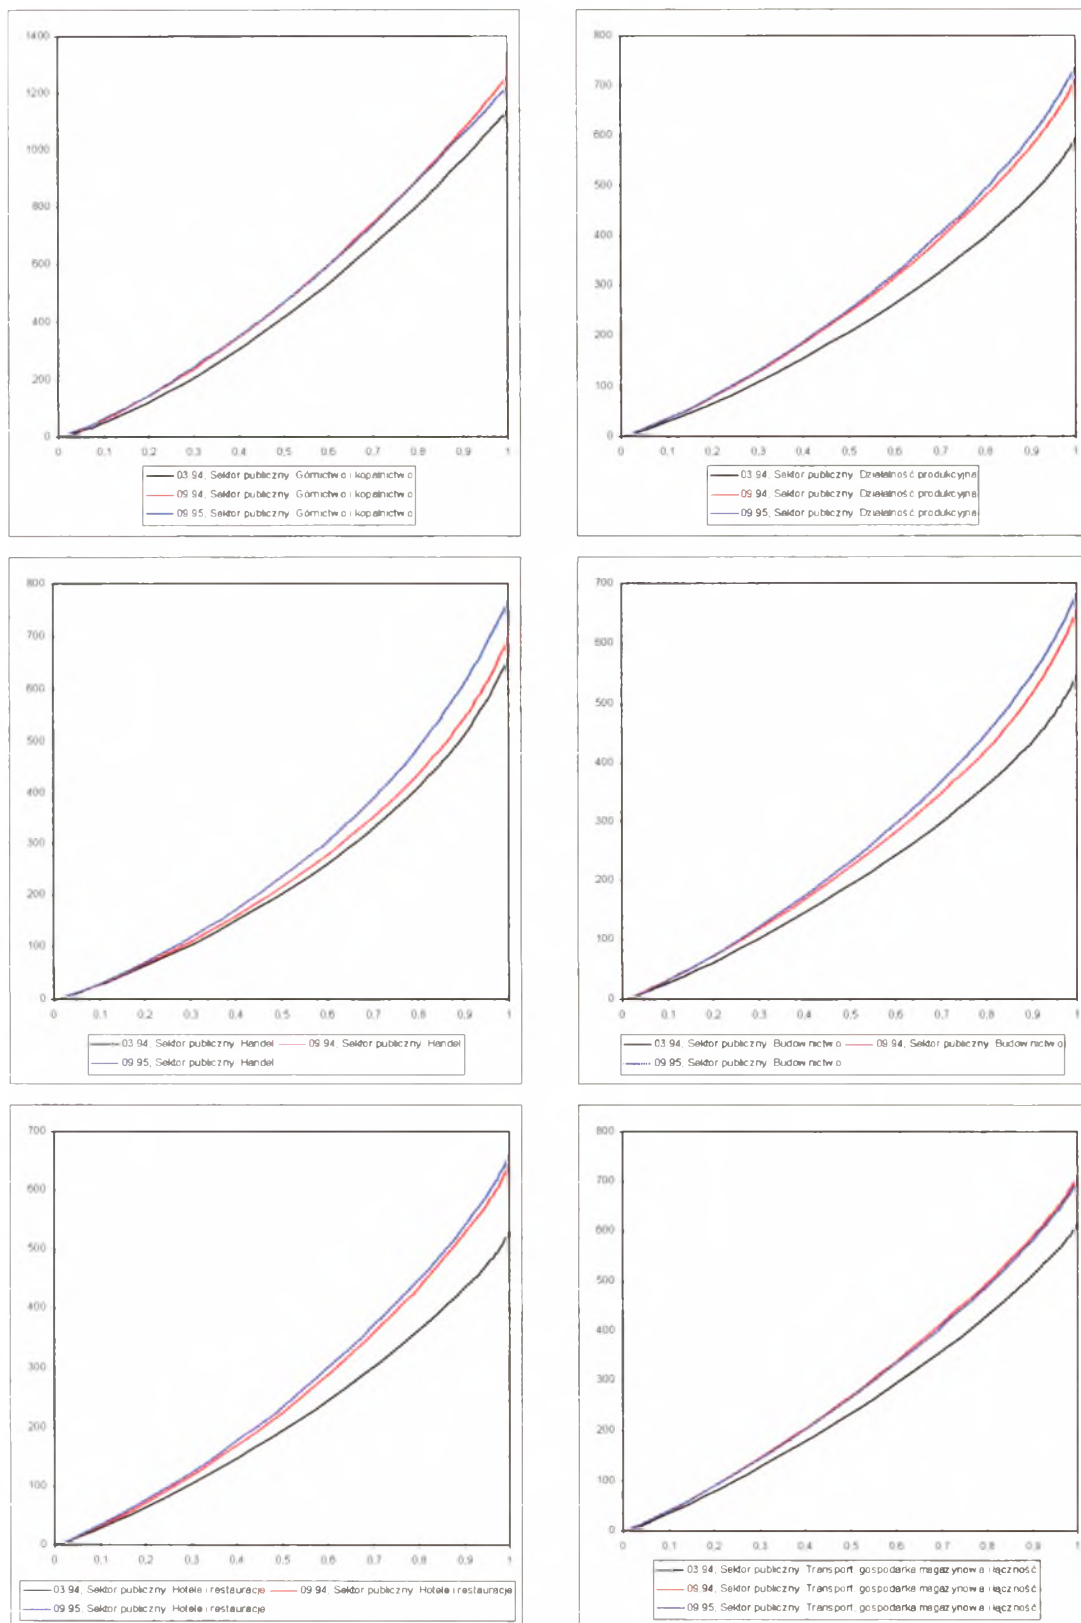 1400
1200
1000
800
600
400
200
0
0 0,1 0,2 0,3 0,4 0,5 0,6 0,7 0,8 0,9 1
03.94, Sektor publiczny Górnictwo i kopalnictwo
09.94, Sektor publiczny Górnictwo i kopalnictwo
09.95, Sektor publiczny Górnictwo i kopalnictwo
800
700
600
500
400
300
200
100
0
0 0,1 0,2 0,3 0,4 0,5 0,6 0,7 0,8 0,9 1
03.94, Sektor publiczny Działalność produkcyjna
09.94, Sektor publiczny Działalność produkcyjna
09.95, Sektor publiczny Działalność produkcyjna
800
700
600
500
400
300
200
100
0
0 0,1 0,2 0,3 0,4 0,5 0,6 0,7 0,8 0,9 1
03.94, Sektor publiczny Handel 09.94, Sektor publiczny Handel
09.95, Sektor publiczny Handel
700
600
500
400
300
200
100
0
0 0,1 0,2 0,3 0,4 0,5 0,6 0,7 0,8 0,9 1
03.94, Sektor publiczny Budownictwo 09.94, Sektor publiczny Budownictwo
09.95, Sektor publiczny Budownictwo
700
600
500
400
300
200
100
0
0 0,1 0,2 0,3 0,4 0,5 0,6 0,7 0,8 0,9 1
03.94, Sektor publiczny Hotele i restauracje 09.94, Sektor publiczny Hotele i restauracje
09.95, Sektor publiczny Hotele i restauracje
800
700
600
500
400
300
200
100
0
0 0,1 0,2 0,3 0,4 0,5 0,6 0,7 0,8 0,9 1
03.94, Sektor publiczny Transport gospodarka magazynowa i łączność
09.94, Sektor publiczny Transport gospodarka magazynowa i łączność
09.95, Sektor publiczny Transport gospodarka magazynowa i łączność